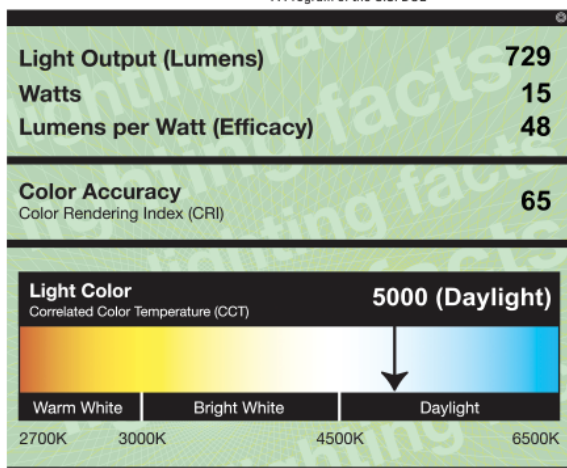 Light Output (Lumens) 729
Watts 15
Lumens per Watt (Efficacy) 48
Color Accuracy
Color Rendering Index (CRI) 65
Light Color
Correlated Color Temperature (CCT) 5000 (Daylight)
Warm White Bright White Daylight
2700K 3000K 4500K 6500K